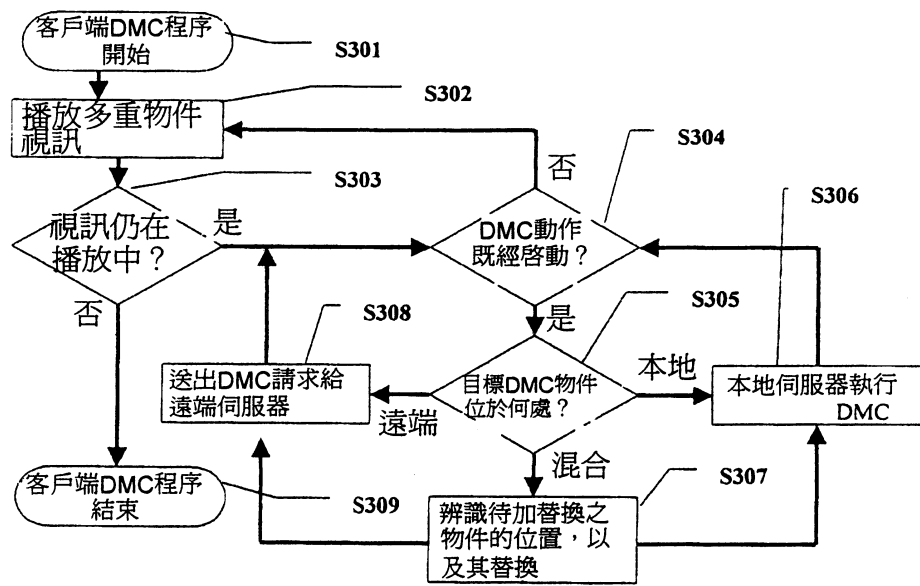 客戶端DMC程序
開始
S301
播放多重物件
視訊
S302
S303
視訊仍在
播放中？
是
否
S304
DMC動作
既經啓動？
否
是
S305
目標DMC物件
位於何處？
本地
遠端
混合
S306
本地伺服器執行
DMC
S308
送出DMC請求給
遠端伺服器
S307
辨識待加替換之
物件的位置，以
及其替換
客戶端DMC程序
結束
S309